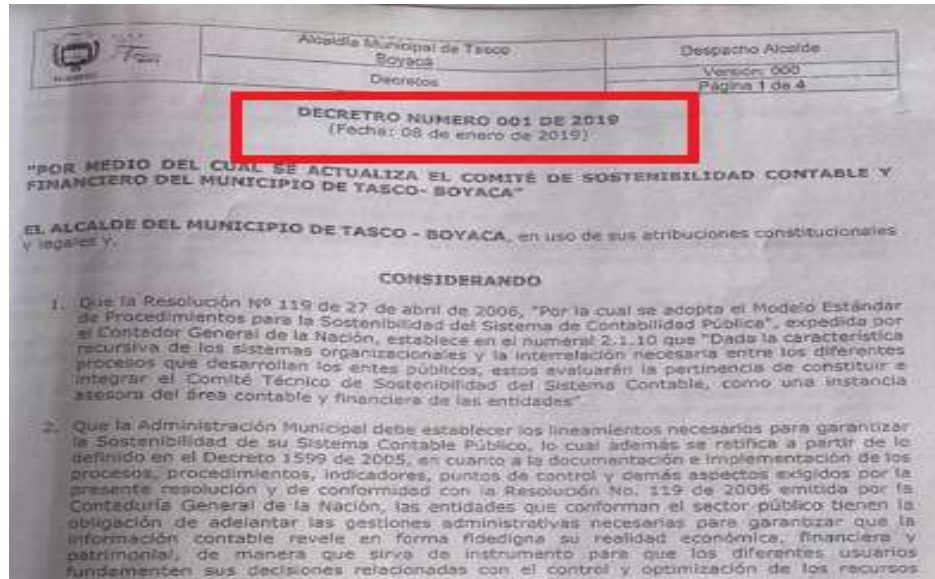 Alcaldía Municipal de Tasco
Boyacá
Decretos
Despacho Alcalde
Versión: 000
Página 1 de 4
DECRETRO NUMERO 001 DE 2019
(Fecha: 08 de enero de 2019)
"POR MEDIO DEL CUAL SE ACTUALIZA EL COMITÉ DE SOSTENIBILIDAD CONTABLE Y
FINANCIERO DEL MUNICIPIO DE TASCO- BOYACA"
EL ALCALDE DEL MUNICIPIO DE TASCO - BOYACA, en uso de sus atribuciones constitucionales
y legales y.
CONSIDERANDO
1. Que la Resolución Nº 119 de 27 de abril de 2006, "Por la cual se adopta el Modelo Estándar
de Procedimientos para la Sostenibilidad del Sistema de Contabilidad Pública", expedida por
el Contador General de la Nación, establece en el numeral 2.1.10 que "Dada la característica
recursiva de los sistemas organizacionales y la interrelación necesaria entre los diferentes
procesos que desarrollan los entes públicos, estos evaluarán la pertinencia de constituir e
integrar el Comité Técnico de Sostenibilidad del Sistema Contable, como una instancia
asesora del área contable y financiera de las entidades"
2. Que la Administración Municipal debe establecer los lineamientos necesarios para garantizar
la Sostenibilidad de su Sistema Contable Público, lo cual además se ratifica a partir de lo
definido en el Decreto 1599 de 2005, en cuanto a la documentación e implementación de los
procesos, procedimientos, indicadores, puntos de control y demás aspectos exigidos por la
presente resolución y de conformidad con la Resolución No. 119 de 2006 emitida por la
Contaduría General de la Nación, las entidades que conforman el sector público tienen la
obligación de adelantar las gestiones administrativas necesarias para garantizar que la
información contable revele en forma fidedigna su realidad económica, financiera y
patrimonial, de manera que sirva de instrumento para que los diferentes usuarios
fundamenten sus decisiones relacionadas con el control y optimización de los recursos